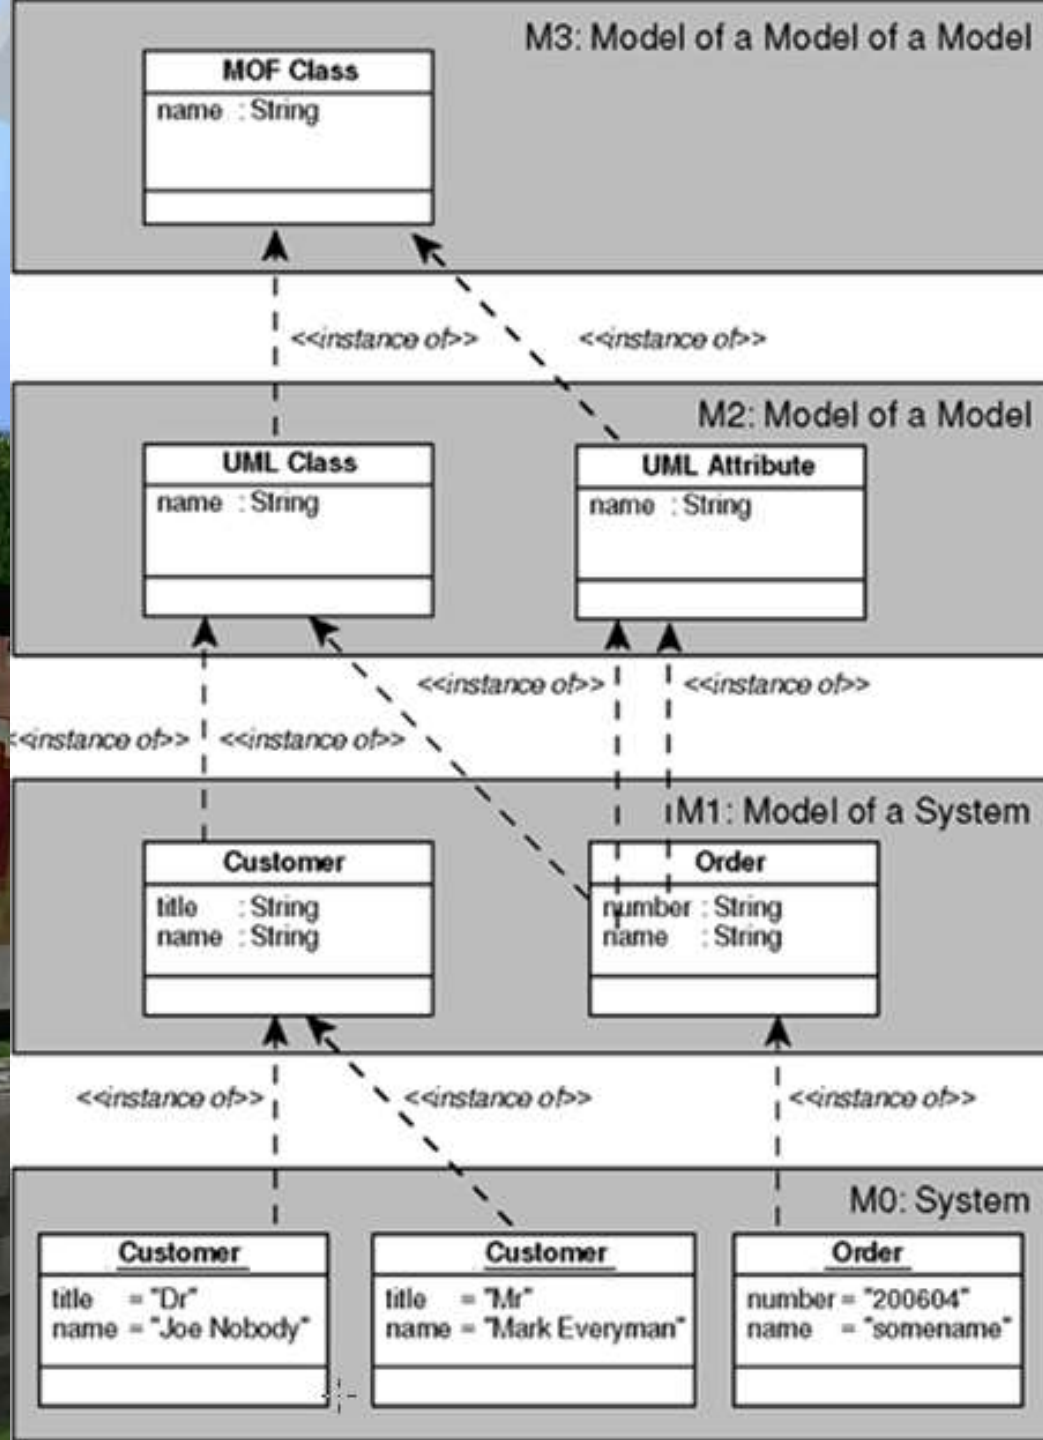 M3: Model of a Model of a Model
MOF Class
name : String
<<instance of>> <<instance of>>
M2: Model of a Model
UML Class
name : String
UML Attribute
name : String
<<instance of>> <<instance of>>
<<instance of>> <<instance of>>
M1: Model of a System
Customer
title : String
name : String
Order
number : String
name : String
<<instance of>> <<instance of>> <<instance of>>
M0: System
Customer
title = "Dr"
name = "Joe Nobody"
Customer
title = "Mr"
name = "Mark Everyman"
Order
number = "200604"
name = "somename"